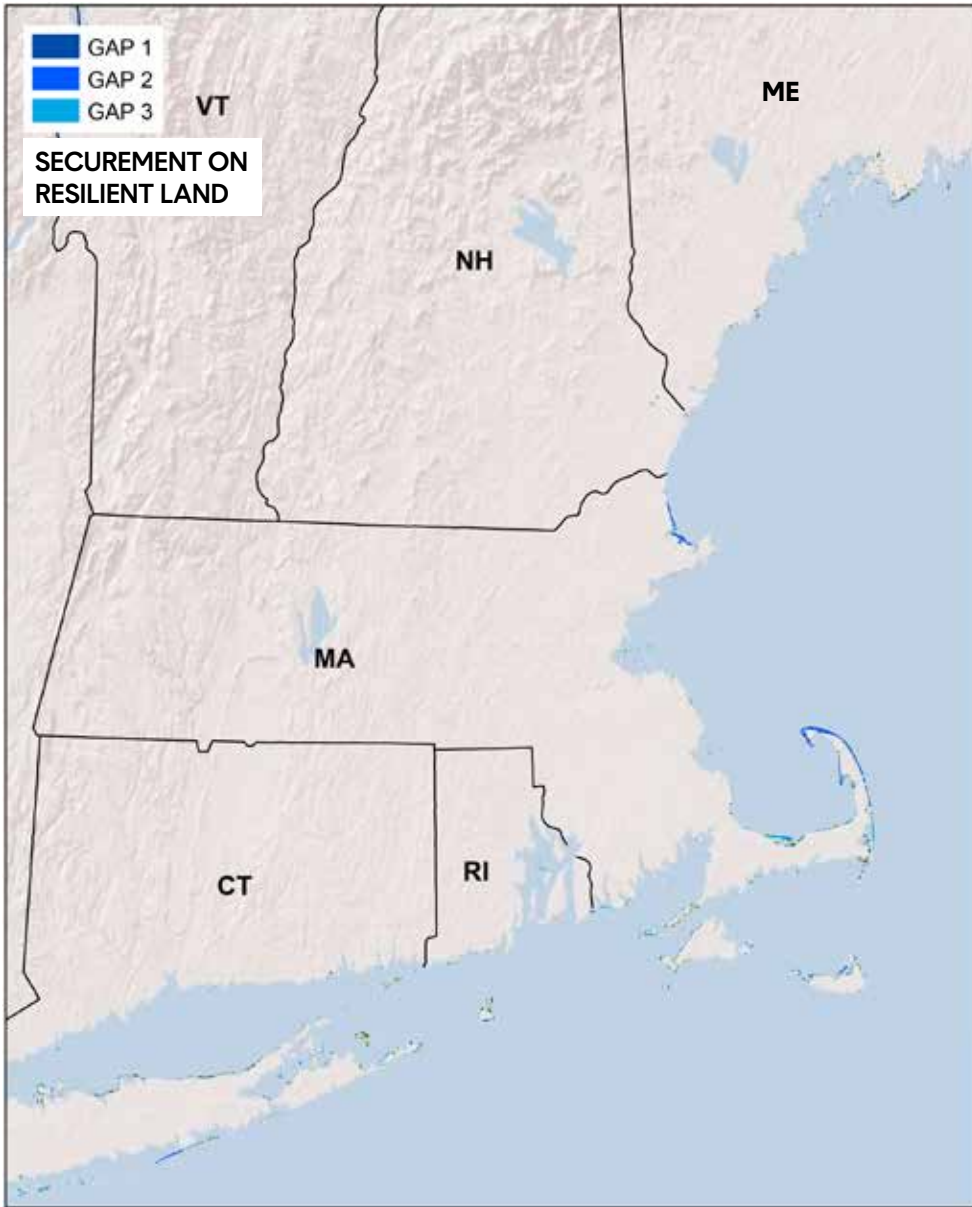 GAP 1
GAP 2
GAP 3
SECUREMENT ON
RESILIENT LAND
VT
ME
NH
MA
CT
RI